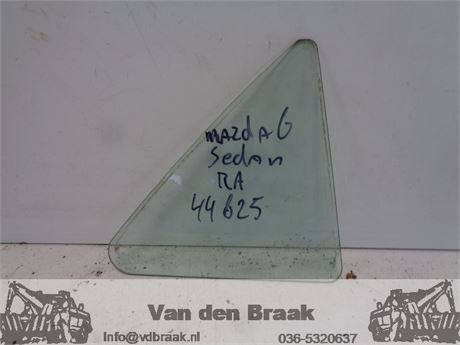 mazda 6
Sedan
RA
44625
Van den Braak
Info@vdbraak.nl 036-5320637